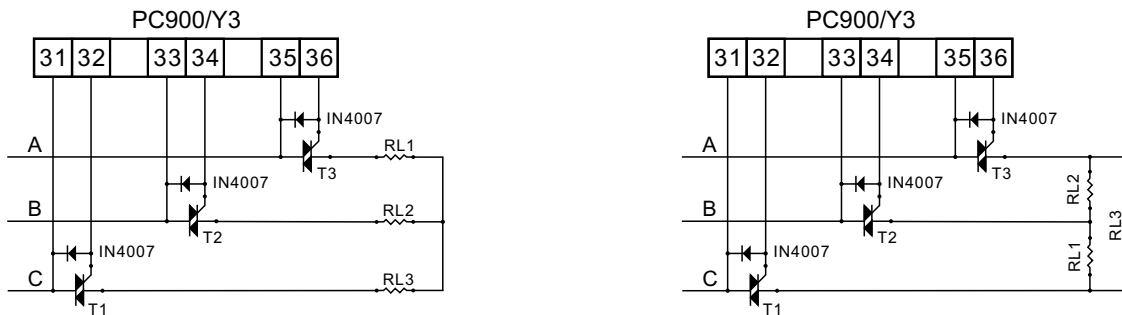 PC900/Y3
31 32 33 34 35 36
IN4007
A
RL1
T3
IN4007
B
RL2
T2
IN4007
C
RL3
T1
PC900/Y3
31 32 33 34 35 36
IN4007
A
T3
RL2
IN4007
B
T2
RL3
RL1
IN4007
C
T1